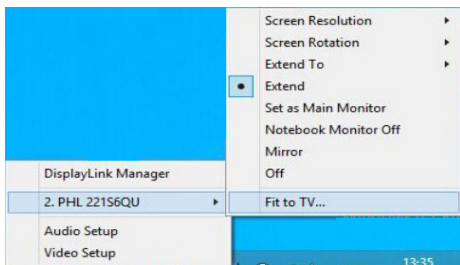 Screen Resolution
Screen Rotation
Extend To
Extend
Set as Main Monitor
Notebook Monitor Off
Mirror
Off
Fit to TV...
DisplayLink Manager
2. PHL 221S6QU
Audio Setup
Video Setup
13:35